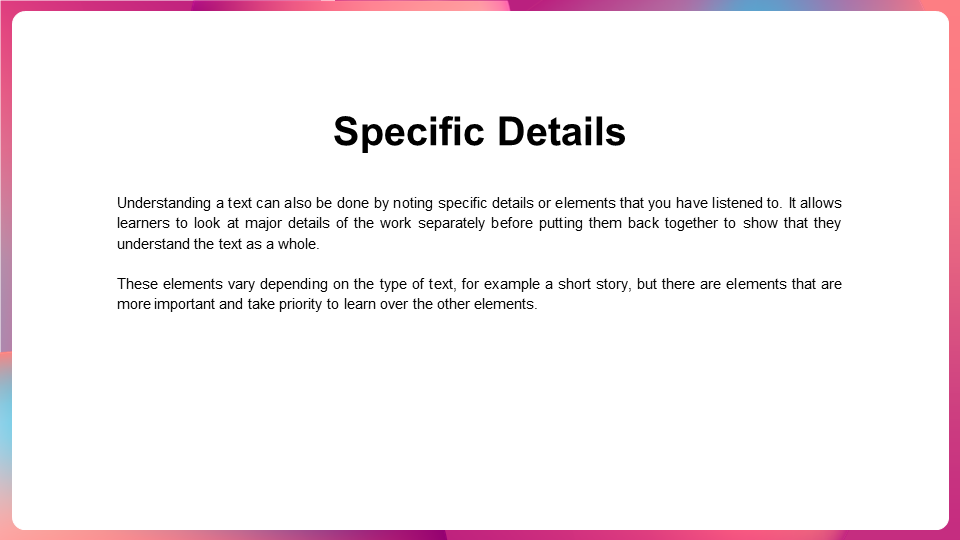 Specific Details
Understanding a text can also be done by noting specific details or elements that you have listened to. It allows
learners to look at major details of the work separately before putting them back together to show that they
understand the text as a whole.
These elements vary depending on the type of text, for example a short story, but there are elements that are
more important and take priority to learn over the other elements.